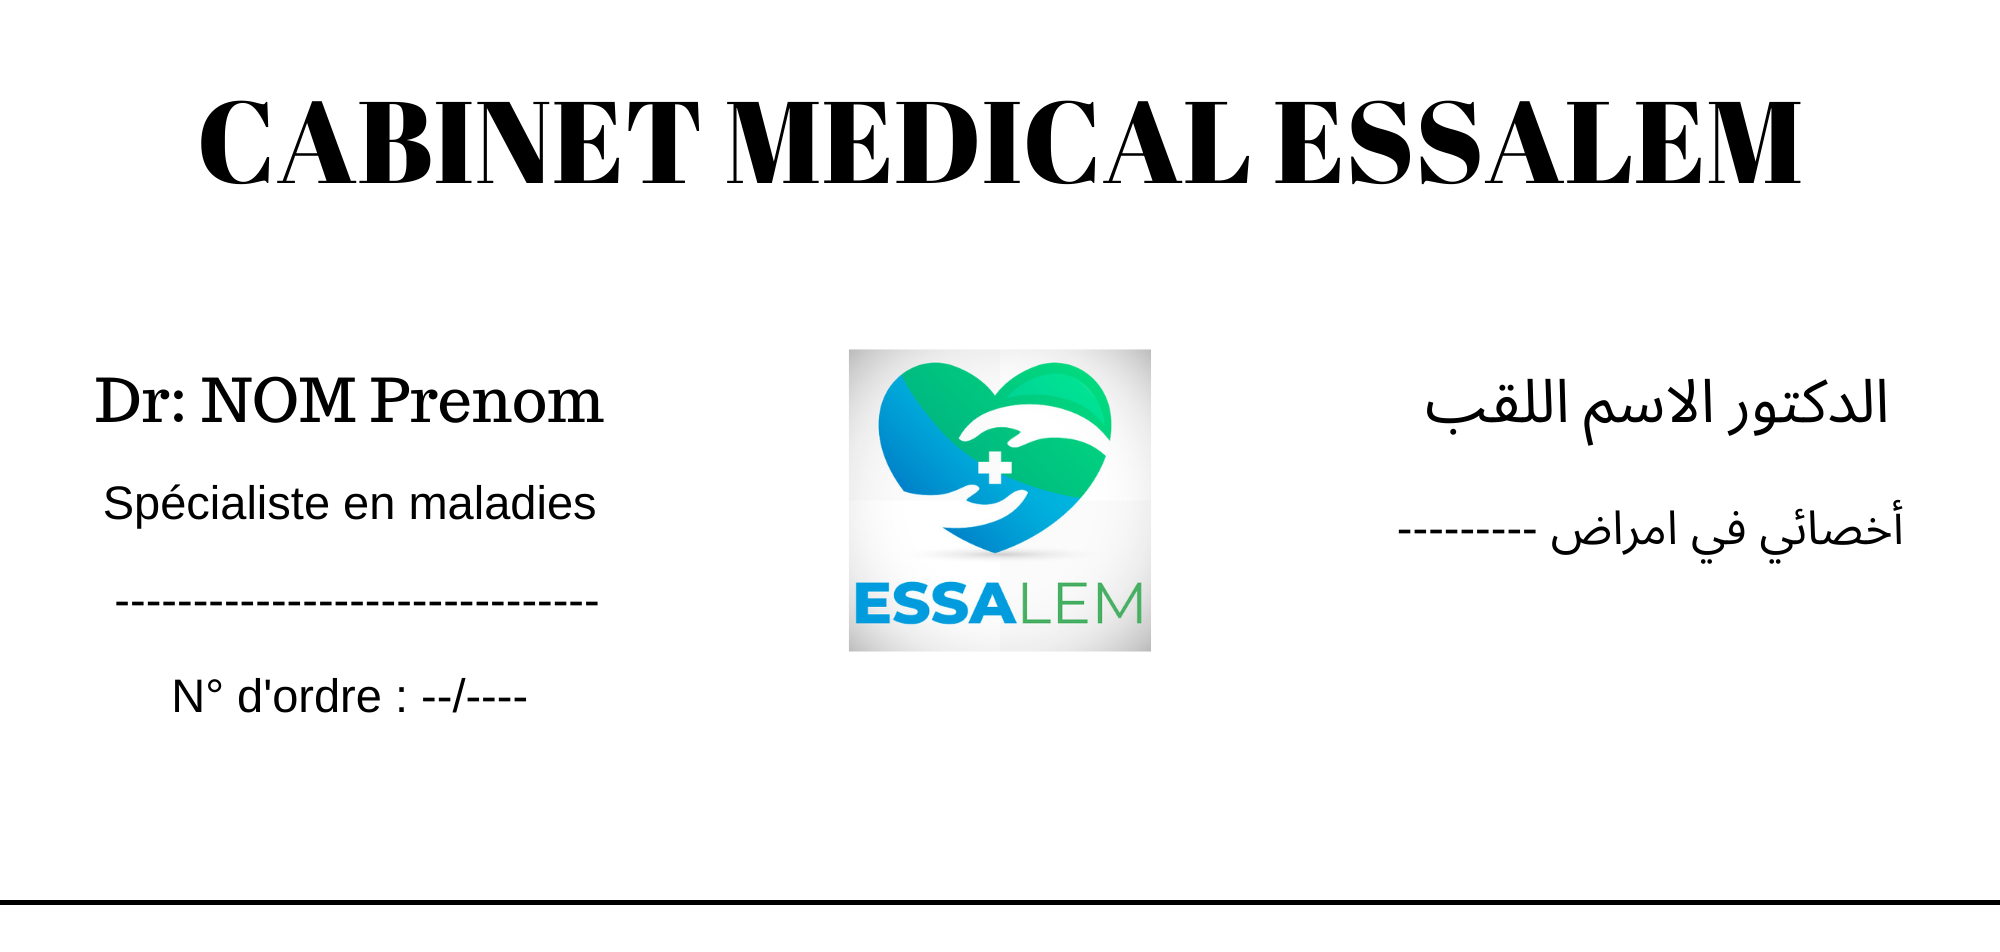 CABINET MEDICAL ESSALEM
Dr: NOM Prenom
Spécialiste en maladies
-------------------------------
N° d'ordre : --/----
ESSALEM
الدكتور الاسم اللقب
أخصائي في امراض ---------